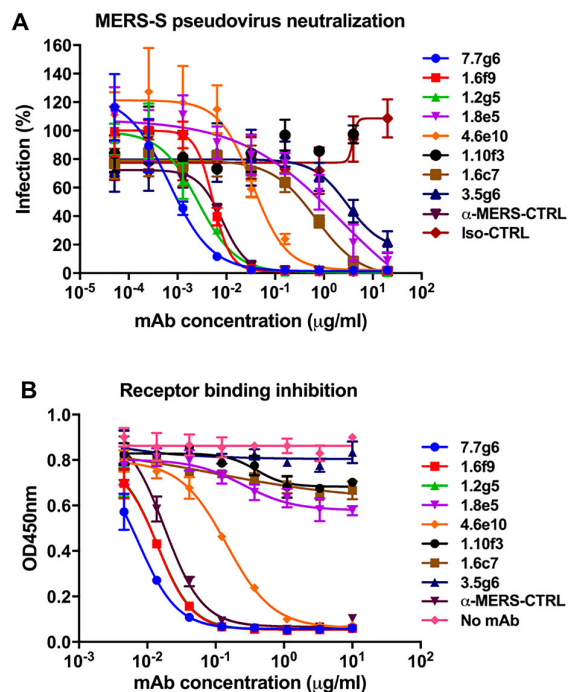 A
MERS-S pseudovirus neutralization
160
140
120
100
80
60
40
20
0
Infection (%)
10-5
10-4
10-3
10-2
10-1
100
101
102
mAb concentration (μg/ml)
7.7g6
1.6f9
1.2g5
1.8e5
4.6e10
1.10f3
1.6c7
3.5g6
α-MERS-CTRL
Iso-CTRL
B
Receptor binding inhibition
1.0
0.8
0.6
0.4
0.2
0.0
OD450nm
10-3
10-2
10-1
100
101
102
mAb concentration (μg/ml)
7.7g6
1.6f9
1.2g5
1.8e5
4.6e10
1.10f3
1.6c7
3.5g6
α-MERS-CTRL
No mAb